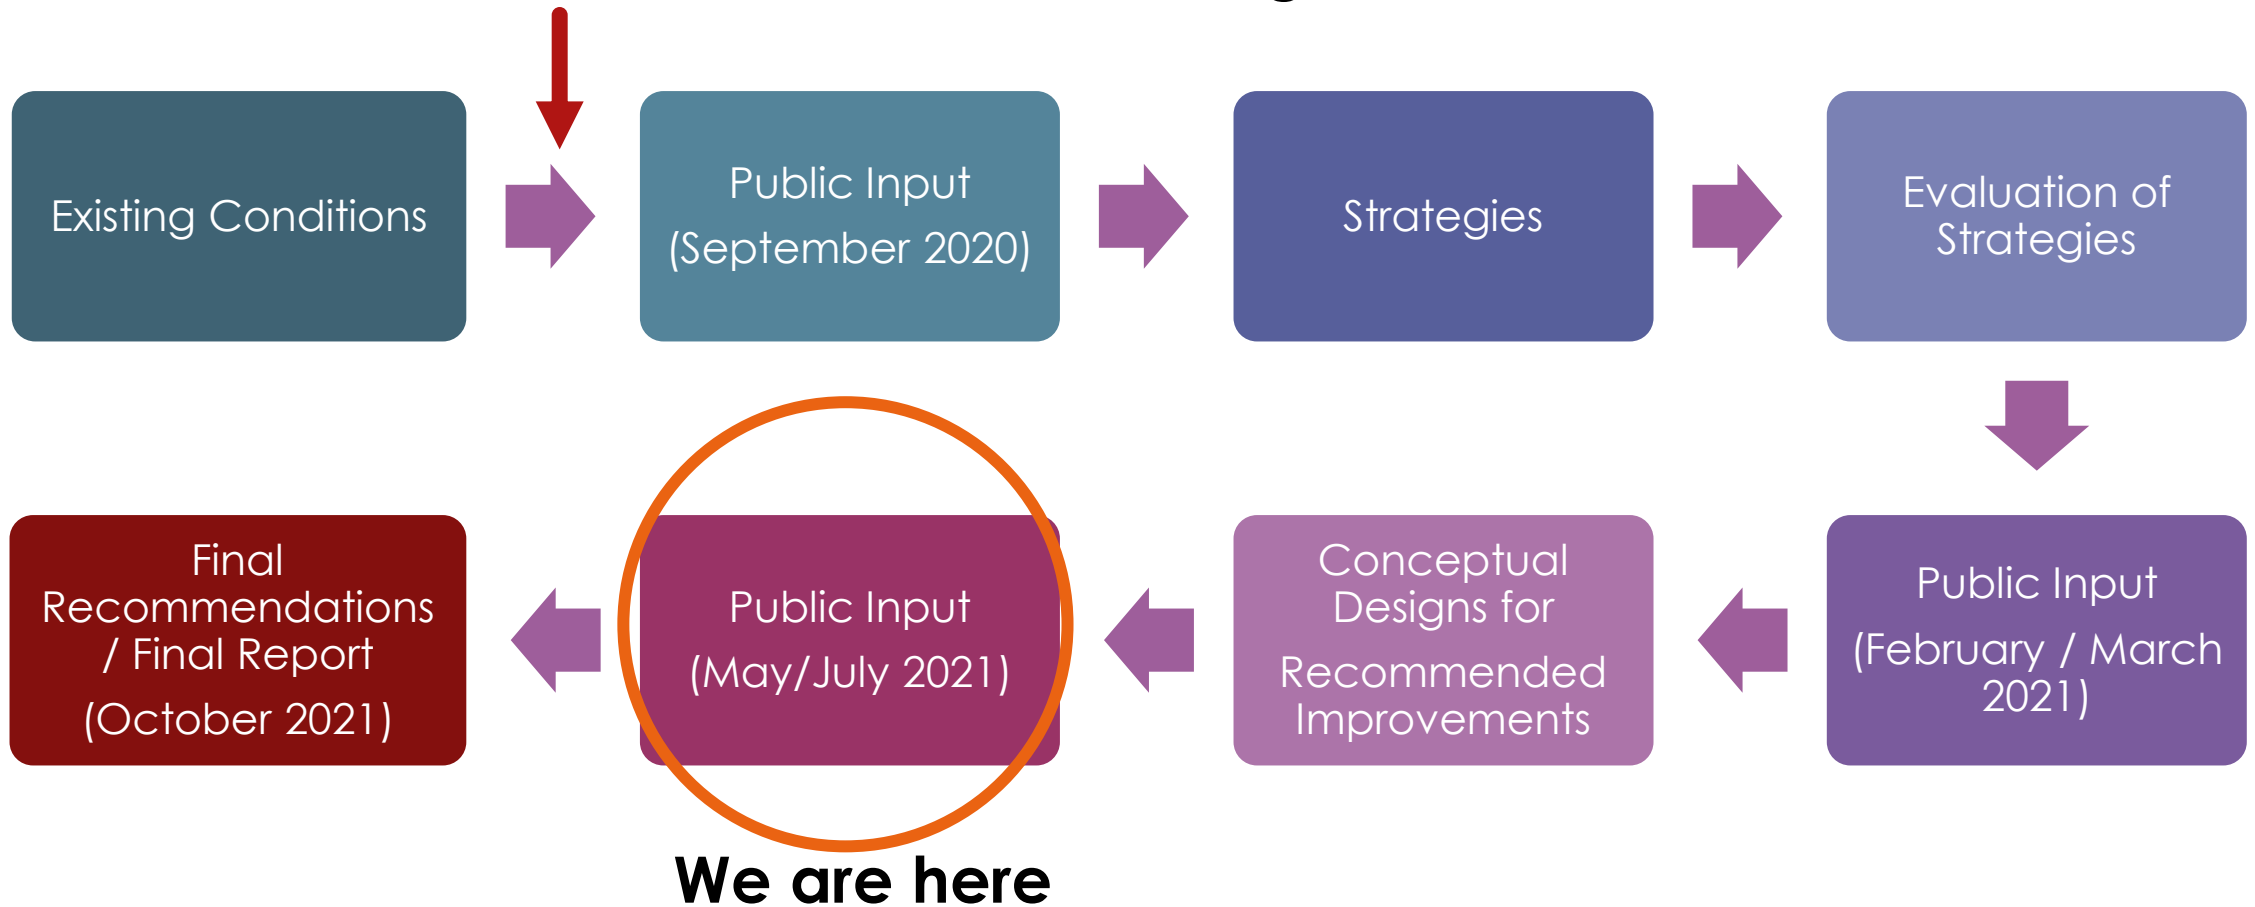 Existing Conditions
Public Input
(September 2020)
Strategies
Evaluation of
Strategies
Public Input
(February / March
2021)
Conceptual
Designs for
Recommended
Improvements
Public Input
(May/July 2021)
Final
Recommendations
/ Final Report
(October 2021)
We are here